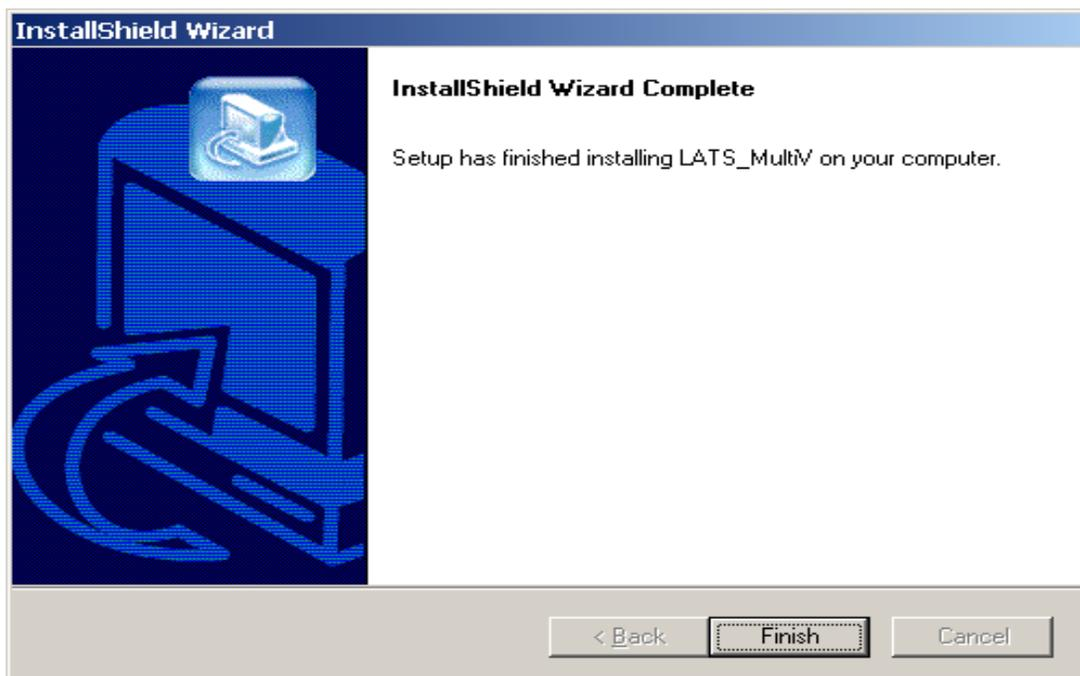 InstallShield Wizard
InstallShield Wizard Complete
Setup has finished installing LATS_MultiV on your computer.
< Back
Finish
Cancel